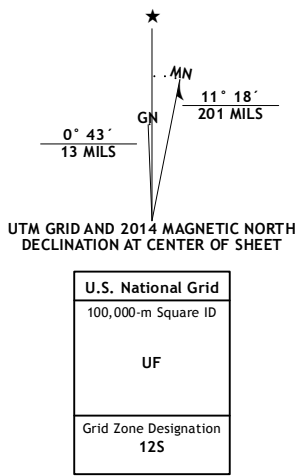 ★
MN
GN
11° 18´
201 MILS
0° 43´
13 MILS
UTM GRID AND 2014 MAGNETIC NORTH
DECLINATION AT CENTER OF SHEET
U.S. National Grid
100,000-m Square ID
UF
Grid Zone Designation
12S